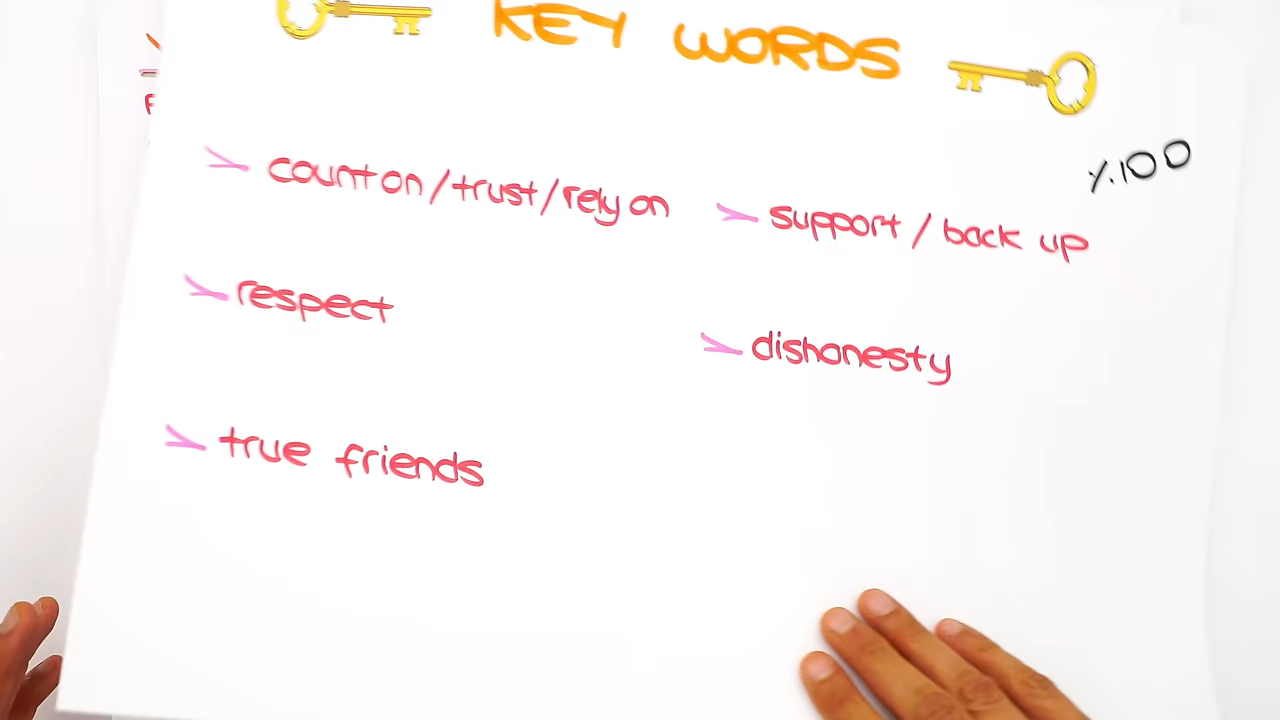 KEY WORDS
%100
count on/trust/rely on
support/back up
respect
dishonesty
true friends